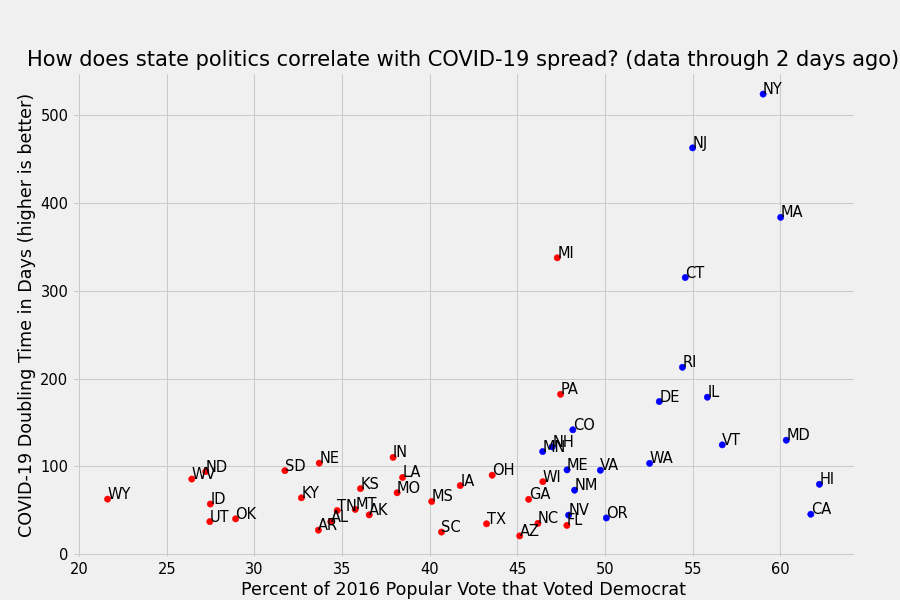 How does state politics correlate with COVID-19 spread? (data through 2 days ago)
COVID-19 Doubling Time in Days (higher is better)
500
400
300
200
100
0
NY
NJ
MA
MI
CT
RI
PA
DE
IL
CO
NH
MN
VT
MD
IN
NE
WA
ND
WV
SD
LA
OH
ME
VA
IA
WI
HI
KS
MO
NM
WY
KY
MS
GA
ID
TN
MT
AK
NV
OR
CA
UT
OK
AL
AR
SC
TX
AZ
NC
FL
20
25
30
35
40
45
50
55
60
Percent of 2016 Popular Vote that Voted Democrat